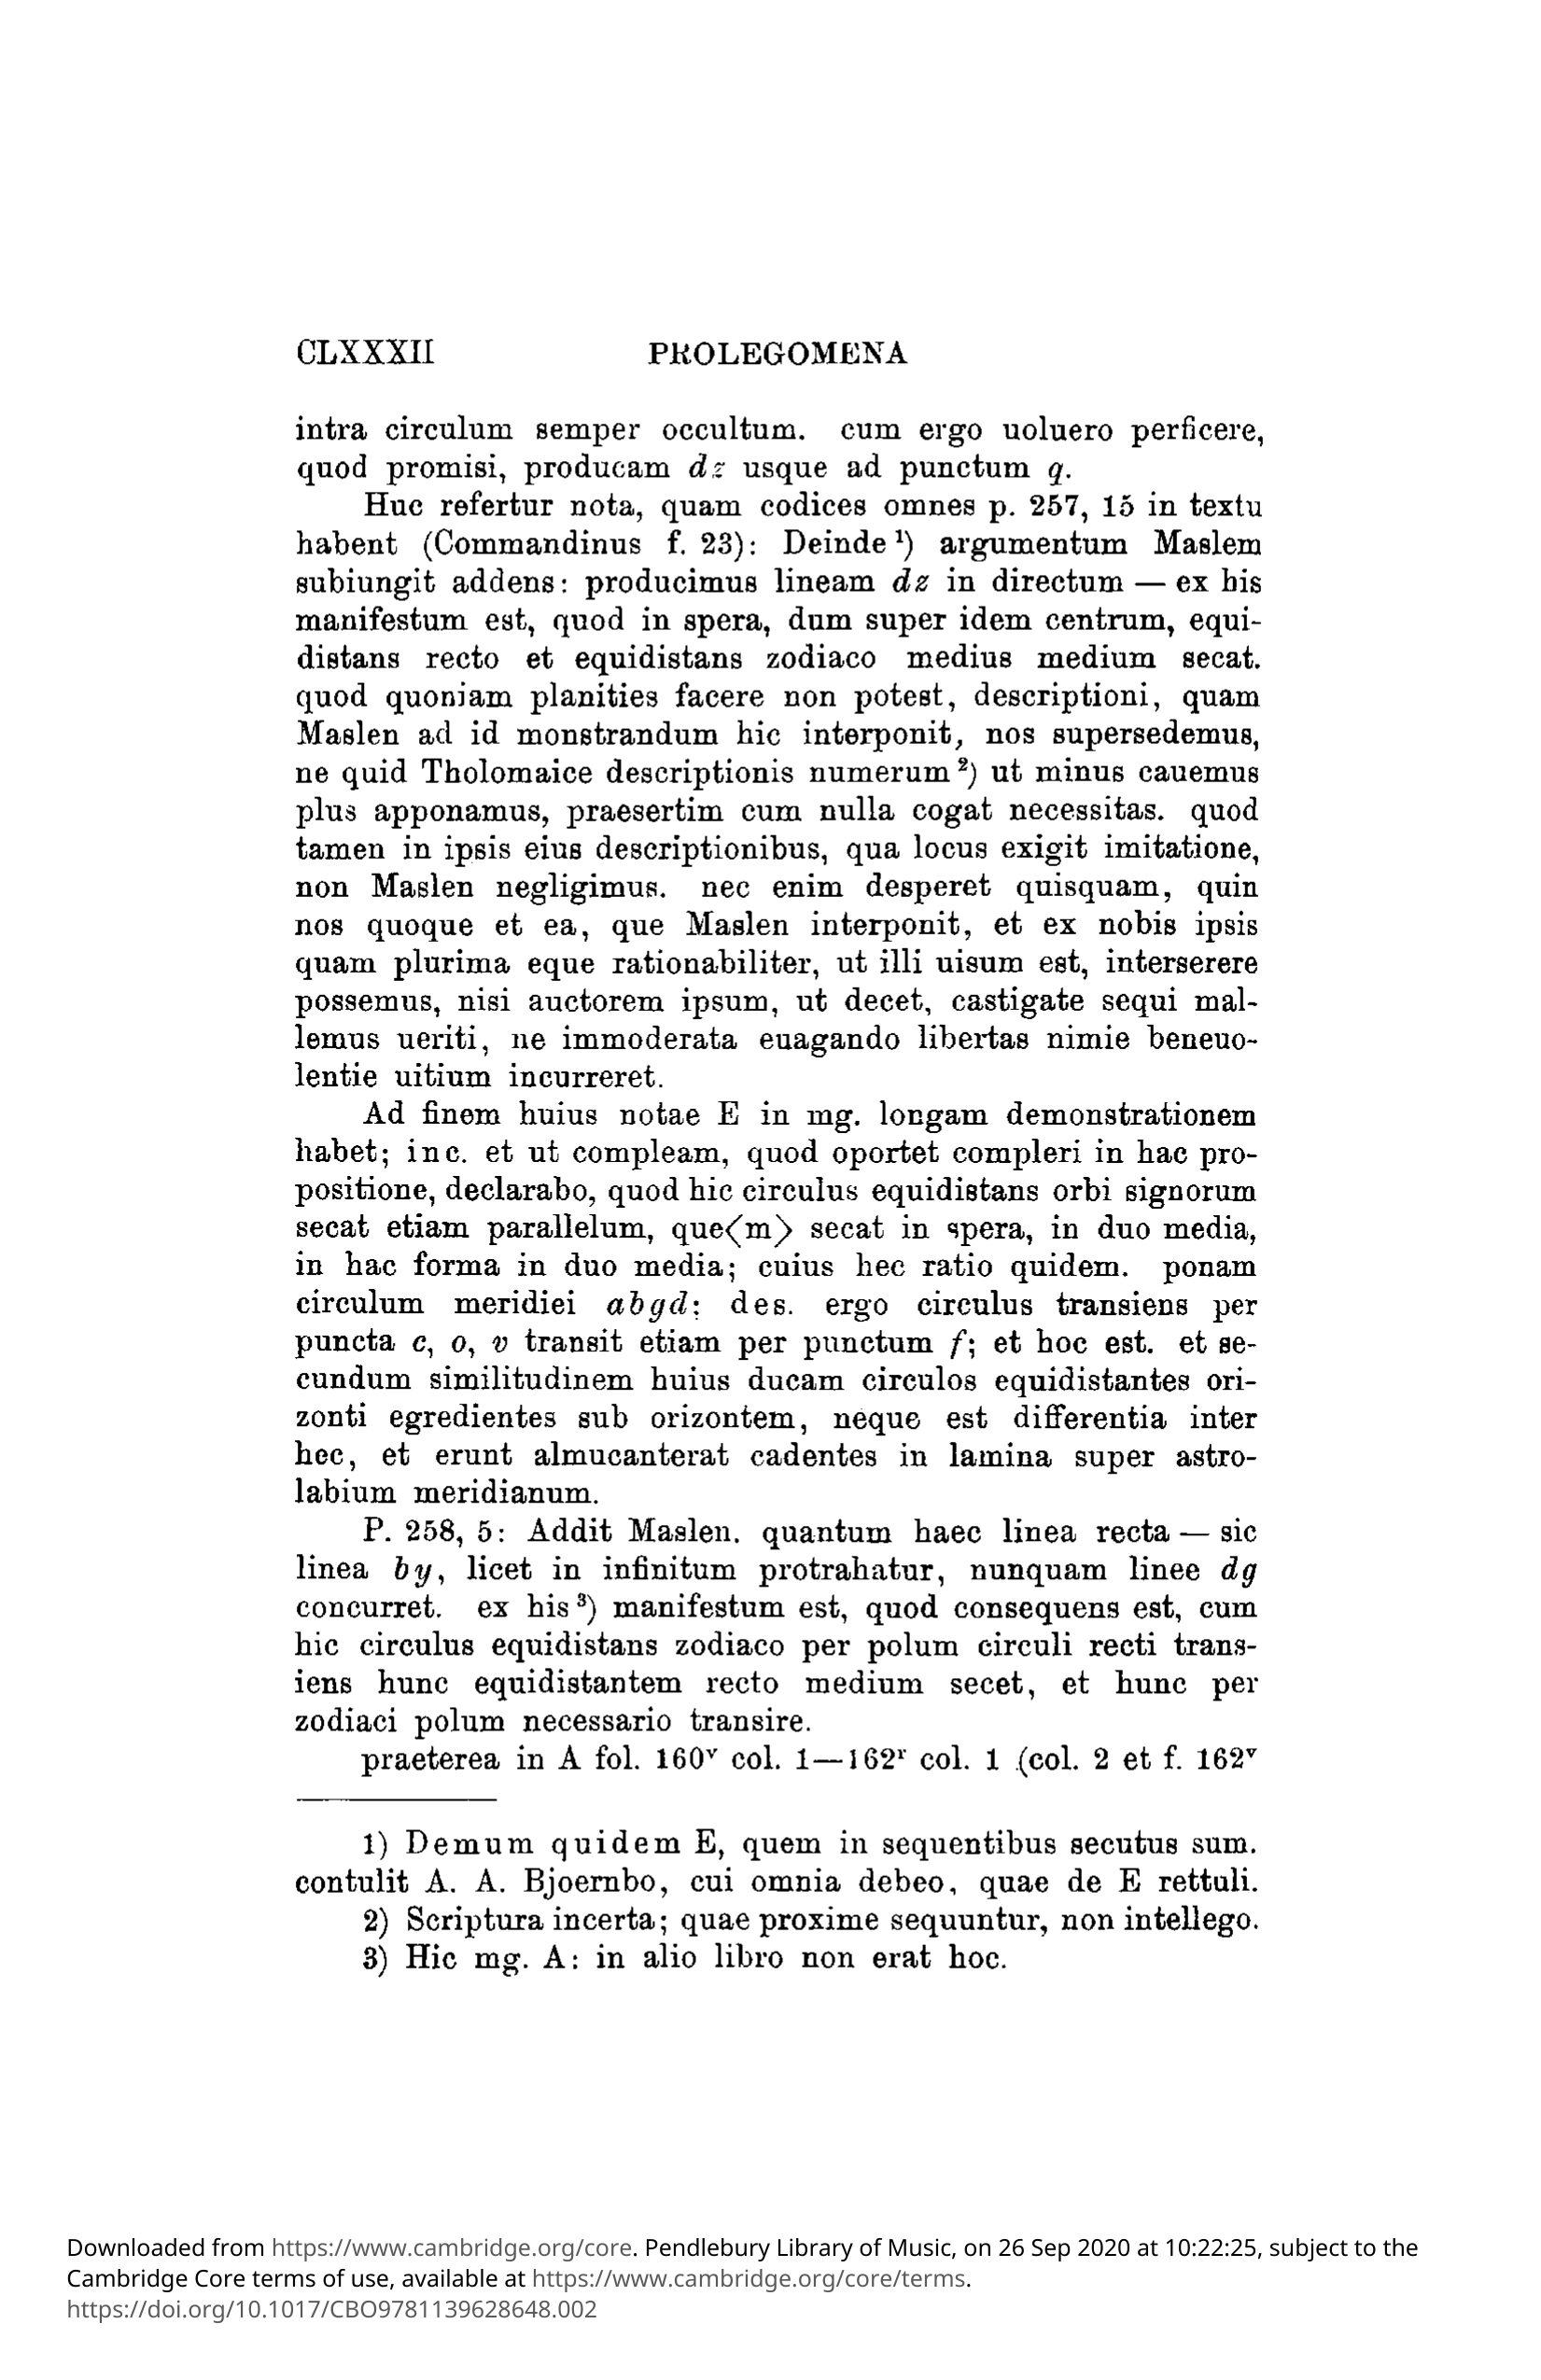 CLXXXII PROLEGOMENA
intra circulum semper occultum. cum ergo uoluero perficere,
quod promisi, producam dz usque ad punctum q.
Huc refertur nota, quam codices omnes p. 257, 15 in textu
habent (Commandinus f. 23): Deinde ¹) argumentum Maslem
subiungit addens: producimus lineam dz in directum — ex his
manifestum est, quod in spera, dum super idem centrum, equi-
distans recto et equidistans zodiaco medius medium secat.
quod quoniam planities facere non potest, descriptioni, quam
Maslen ad id monstrandum hic interponit, nos supersedemus,
ne quid Tholomaice descriptionis numerum ²) ut minus cauemus
plus apponamus, praesertim cum nulla cogat necessitas. quod
tamen in ipsis eius descriptionibus, qua locus exigit imitatione,
non Maslen negligimus. nec enim desperet quisquam, quin
nos quoque et ea, que Maslen interponit, et ex nobis ipsis
quam plurima eque rationabiliter, ut illi uisum est, interserere
possemus, nisi auctorem ipsum, ut decet, castigate sequi mal-
lemus ueriti, ne immoderata euagando libertas nimie beneuo-
lentie uitium incurreret.
Ad finem huius notae E in mg. longam demonstrationem
habet; inc. et ut compleam, quod oportet compleri in hac pro-
positione, declarabo, quod hic circulus equidistans orbi signorum
secat etiam parallelum, que⟨m⟩ secat in spera, in duo media,
in hac forma in duo media; cuius hec ratio quidem. ponam
circulum meridiei abgd; des. ergo circulus transiens per
puncta c, o, v transit etiam per punctum f; et hoc est. et se-
cundum similitudinem huius ducam circulos equidistantes ori-
zonti egredientes sub orizontem, neque est differentia inter
hec, et erunt almucanterat cadentes in lamina super astro-
labium meridianum.
P. 258, 5: Addit Maslen. quantum haec linea recta — sic
linea by, licet in infinitum protrahatur, nunquam linee dg
concurret. ex his ³) manifestum est, quod consequens est, cum
hic circulus equidistans zodiaco per polum circuli recti trans-
iens hunc equidistantem recto medium secet, et hunc per
zodiaci polum necessario transire.
praeterea in A fol. 160ᵛ col. 1—162ʳ col. 1 (col. 2 et f. 162ᵛ
1) Demum quidem E, quem in sequentibus secutus sum.
contulit A. A. Bjoernbo, cui omnia debeo, quae de E rettuli.
2) Scriptura incerta; quae proxime sequuntur, non intellego.
3) Hic mg. A: in alio libro non erat hoc.
Downloaded from https://www.cambridge.org/core. Pendlebury Library of Music, on 26 Sep 2020 at 10:22:25, subject to the
Cambridge Core terms of use, available at https://www.cambridge.org/core/terms.
https://doi.org/10.1017/CBO9781139628648.002